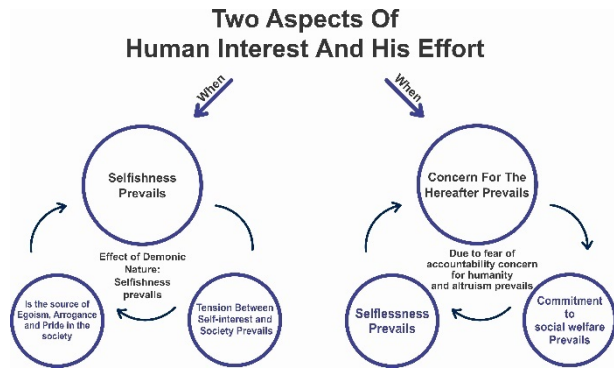 Two Aspects Of
Human Interest And His Effort
When
When
Selfishness
Prevails
Effect of Demonic
Nature:
Selfishness
prevalls
Is the source of
Egoism, Arrogance
and Pride in the
society
Tension Between
Self-interest and
Society Prevails
Concern For The
Hereafter Prevails
Due to fear of
accountability concern
for humanity
and altruism prevails
Selflessness
Prevails
Commitment
to
social welfare
Prevails